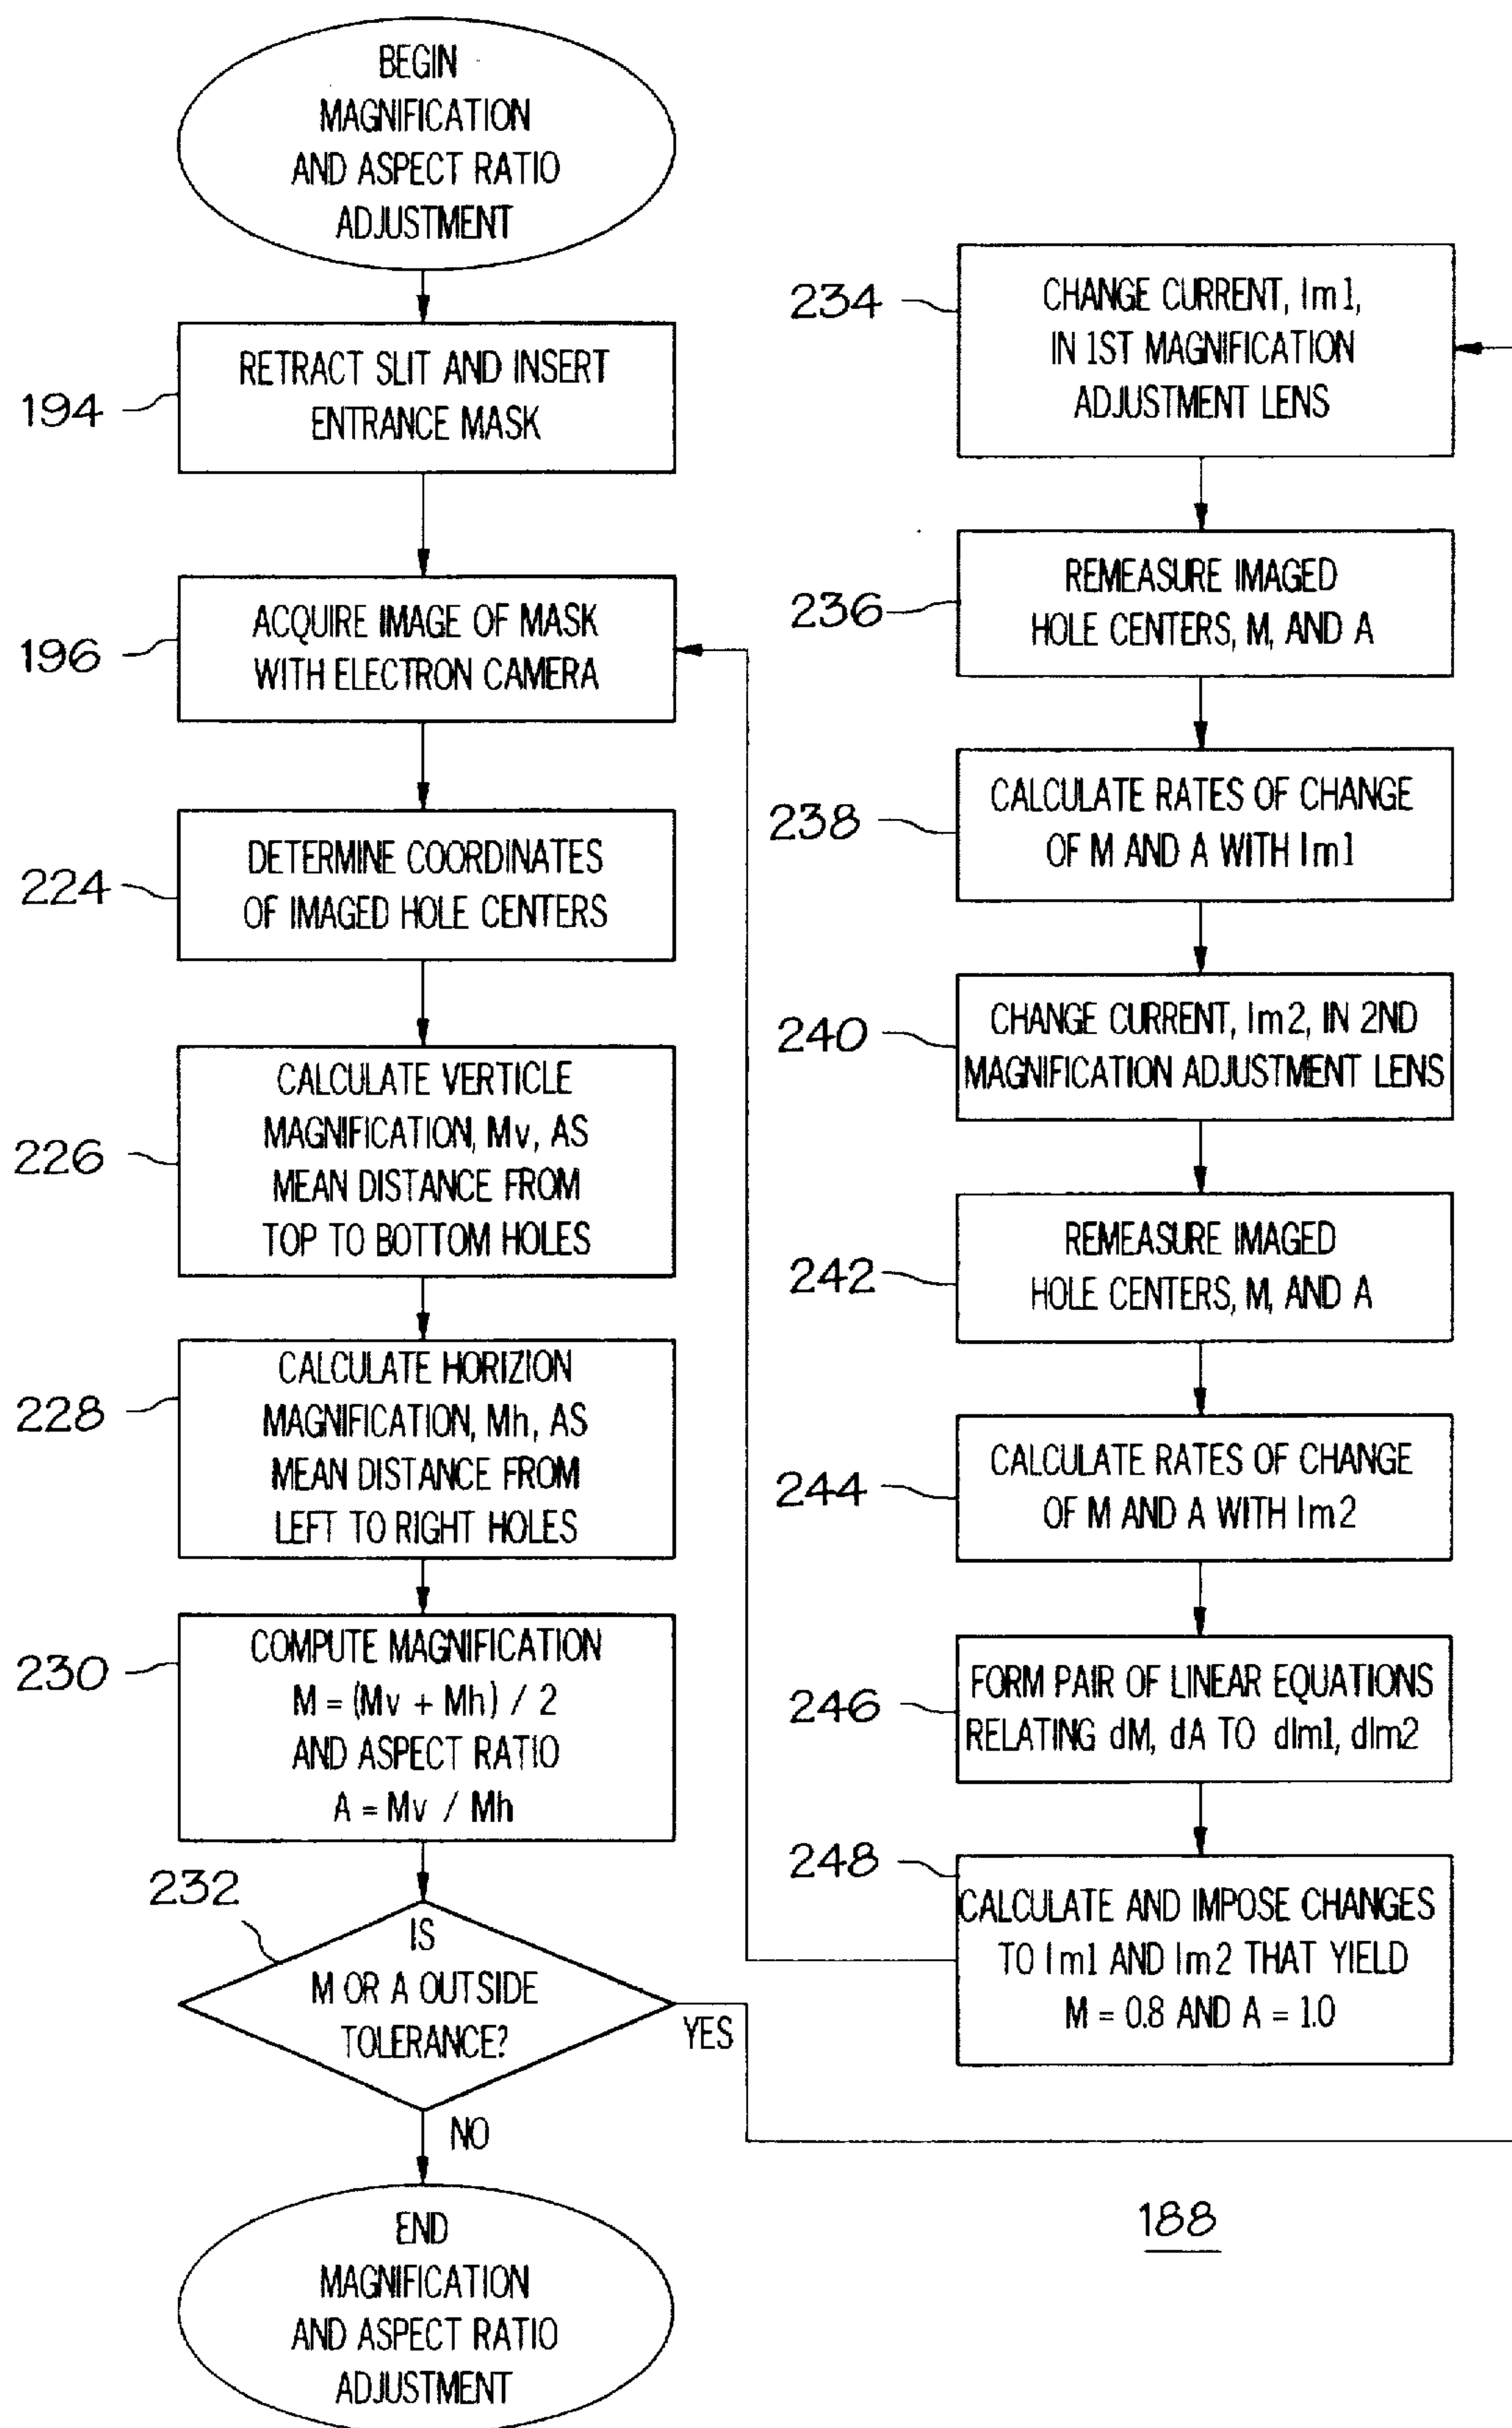 BEGIN
MAGNIFICATION
AND ASPECT RATIO
ADJUSTMENT
194
RETRACT SLIT AND INSERT
ENTRANCE MASK
196
ACQUIRE IMAGE OF MASK
WITH ELECTRON CAMERA
224
DETERMINE COORDINATES
OF IMAGED HOLE CENTERS
226
CALCULATE VERTICLE
MAGNIFICATION, Mv, AS
MEAN DISTANCE FROM
TOP TO BOTTOM HOLES
228
CALCULATE HORIZION
MAGNIFICATION, Mh, AS
MEAN DISTANCE FROM
LEFT TO RIGHT HOLES
230
COMPUTE MAGNIFICATION
M = (Mv + Mh) / 2
AND ASPECT RATIO
A = Mv / Mh
232
IS
M OR A OUTSIDE
TOLERANCE?
YES
NO
END
MAGNIFICATION
AND ASPECT RATIO
ADJUSTMENT
234
CHANGE CURRENT, Im1,
IN 1ST MAGNIFICATION
ADJUSTMENT LENS
236
REMEASURE IMAGED
HOLE CENTERS, M, AND A
238
CALCULATE RATES OF CHANGE
OF M AND A WITH Im1
240
CHANGE CURRENT, Im2, IN 2ND
MAGNIFICATION ADJUSTMENT LENS
242
REMEASURE IMAGED
HOLE CENTERS, M, AND A
244
CALCULATE RATES OF CHANGE
OF M AND A WITH Im2
246
FORM PAIR OF LINEAR EQUATIONS
RELATING dM, dA TO dIm1, dIm2
248
CALCULATE AND IMPOSE CHANGES
TO Im1 AND Im2 THAT YIELD
M = 0.8 AND A = 1.0
188